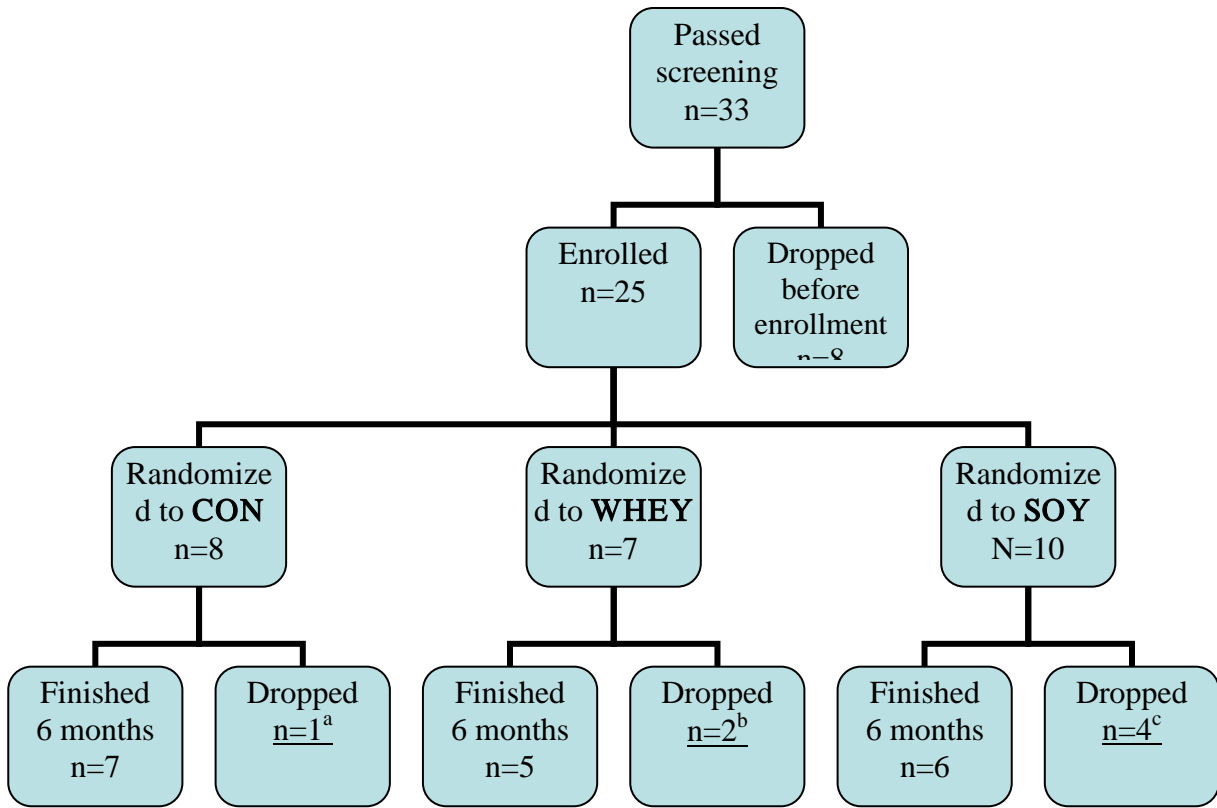 Passed
screening
n=33
Enrolled
n=25
Dropped
before
enrollment
n=8
Randomize
d to CON
n=8
Randomize
d to WHEY
n=7
Randomize
d to SOY
N=10
Finished
6 months
n=7
Dropped
n=1ᵃ
Finished
6 months
n=5
Dropped
n=2ᵇ
Finished
6 months
n=6
Dropped
n=4ᶜ